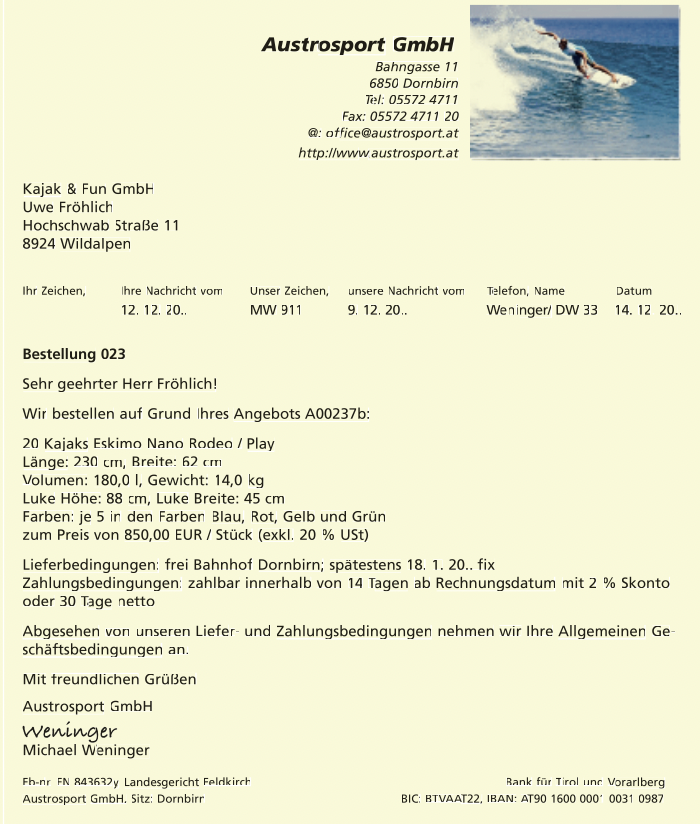 Austrosport GmbH
Bahngasse 11
6850 Dornbirn
Tel: 05572 4711
Fax: 05572 4711 20
@: office@austrosport.at
http://www.austrosport.at
Kajak & Fun GmbH
Uwe Fröhlich
Hochschwab Straße 11
8924 Wildalpen
Ihr Zeichen, Ihre Nachricht vom Unser Zeichen, unsere Nachricht vom Telefon, Name Datum
12. 12. 20.. MW 911 9. 12. 20.. Weninger/ DW 33 14. 12 20..
Bestellung 023
Sehr geehrter Herr Fröhlich!
Wir bestellen auf Grund Ihres Angebots A00237b:
20 Kajaks Eskimo Nano Rodeo / Play
Länge: 230 cm, Breite: 62 cm
Volumen: 180,0 l, Gewicht: 14,0 kg
Luke Höhe: 88 cm, Luke Breite: 45 cm
Farben: je 5 in den Farben Blau, Rot, Gelb und Grün
zum Preis von 850,00 EUR / Stück (exkl. 20 % USt)
Lieferbedingungen: frei Bahnhof Dornbirn; spätestens 18. 1. 20.. fix
Zahlungsbedingungen: zahlbar innerhalb von 14 Tagen ab Rechnungsdatum mit 2 % Skonto
oder 30 Tage netto
Abgesehen von unseren Liefer- und Zahlungsbedingungen nehmen wir Ihre Allgemeinen Ge-
schäftsbedingungen an.
Mit freundlichen Grüßen
Austrosport GmbH
Weninger
Michael Weninger
Fb-nr. FN 843632y Landesgericht Feldkirch Bank für Tirol und Vorarlberg
Austrosport GmbH. Sitz: Dornbirn BIC: BTVAAT22, IBAN: AT90 1600 0001 0031 0987